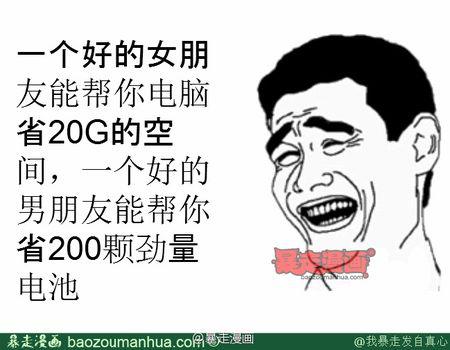 一个好的女朋
友能帮你电脑
省20G的空
间，一个好的
男朋友能帮你
省200颗劲量
电池
暴走漫画
baozoumanhua.com
暴走漫画 baozoumanhua.com
@暴走漫画
@我暴走发自真心